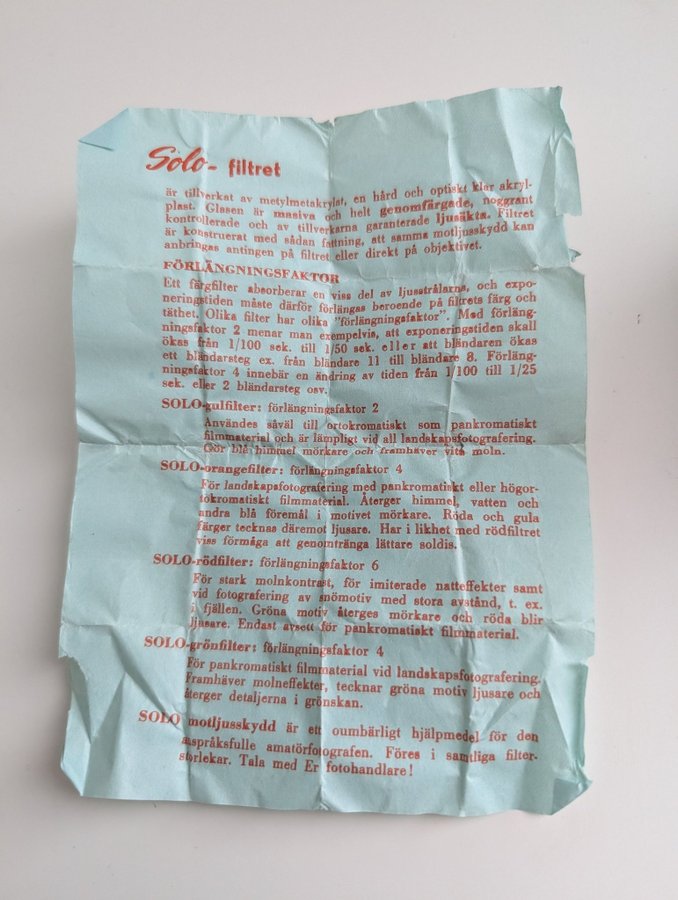 Solo- filtret
är tillverkat av metylmetakrylat, en hård och optiskt klar akryl-
plast. Glasen är massiva och helt genomfärgade, noggrant
kontrollerade och av tillverkarna garanterade ljusäkta. Filtret
är konstruerat med sådan fattning, att samma motljusskydd kan
anbringas antingen på filtret eller direkt på objektivet.
FÖRLÄNGNINGSFAKTOR
Ett färgfilter absorberar en viss del av ljusstrålarna, och expo-
neringstiden måste därför förlängas beroende på filtrets färg och
täthet. Olika filter har olika "förlängningsfaktor". Med förläng-
ningsfaktor 2 menar man exempelvis, att exponeringstiden skall
ökas från 1/100 sek. till 1/50 sek. eller att bländaren ökas
ett bländarsteg ex. från bländare 11 till bländare 8. Förläng-
ningsfaktor 4 innebär en ändring av tiden från 1/100 till 1/25
sek. eller 2 bländarsteg osv.
SOLO-gulfilter: förlängningsfaktor 2
Användes såväl till ortokromatiskt som pankromatiskt
filmmaterial och är lämpligt vid all landskapsfotografering.
Gör blå himmel mörkare och framhäver vita moln.
SOLO-orangefilter: förlängningsfaktor 4
För landskapsfotografering med pankromatiskt eller högor-
tokromatiskt filmmaterial. Återger himmel, vatten och
andra blå föremål i motivet mörkare. Röda och gula
färger tecknas däremot ljusare. Har i likhet med rödfiltret
viss förmåga att genomtränga lättare soldis.
SOLO-rödfilter: förlängningsfaktor 6
För stark molnkontrast, för imiterade natteffekter samt
vid fotografering av snömotiv med stora avstånd, t. ex.
i fjällen. Gröna motiv återges mörkare och röda blir
ljusare. Endast avsett för pankromatiskt filmmaterial.
SOLO-grönfilter: förlängningsfaktor 4
För pankromatiskt filmmaterial vid landskapsfotografering.
Framhäver molneffekter, tecknar gröna motiv ljusare och
återger detaljerna i grönskan.
SOLO motljusskydd är ett oumbärligt hjälpmedel för den
anspråksfulle amatörfotografen. Föres i samtliga filter-
storlekar. Tala med Er fotohandlare!